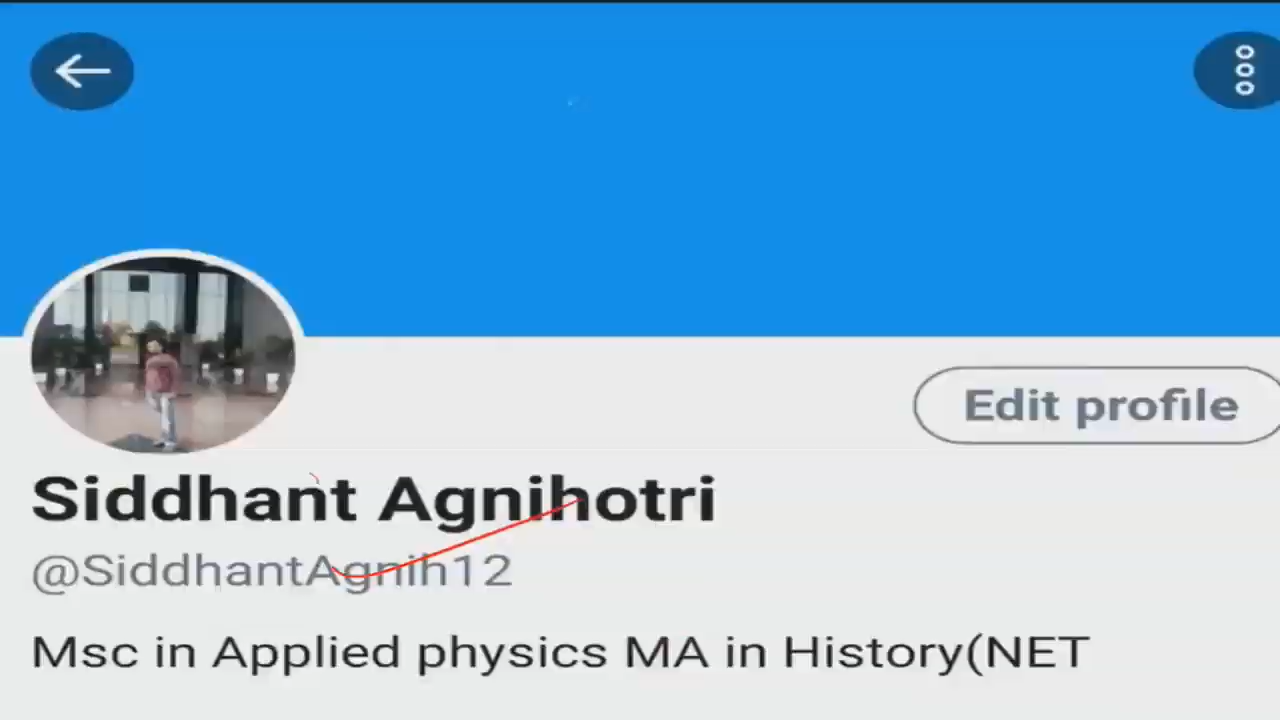 Edit profile
Siddhant Agnihotri
@SiddhantAgnih12
Msc in Applied physics MA in History(NET